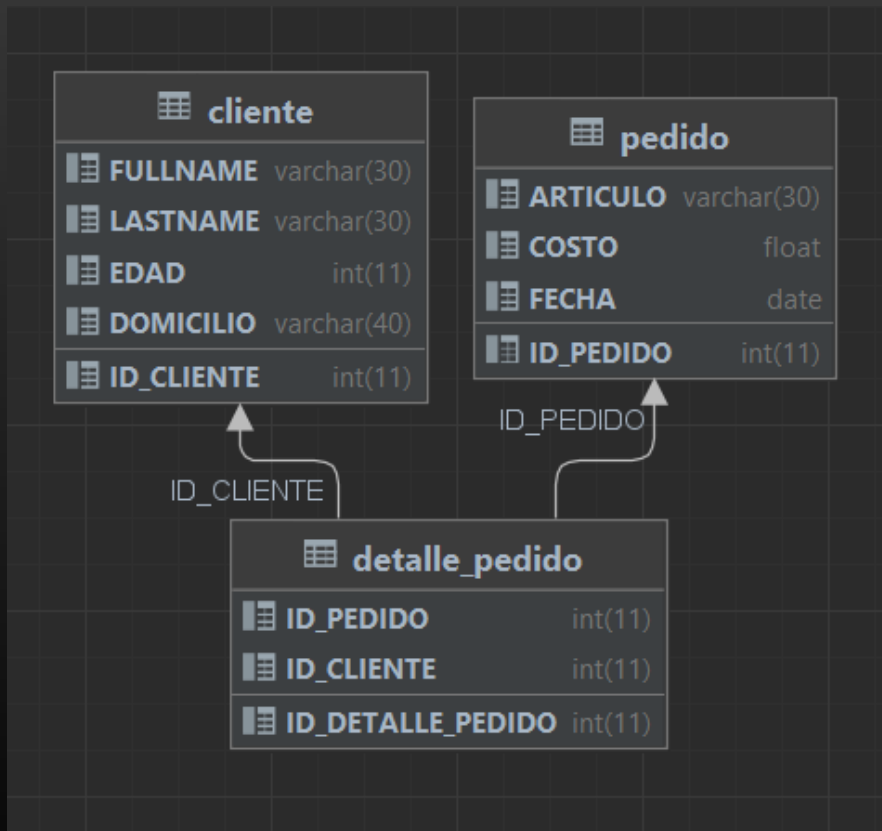 cliente
FULLNAME varchar(30)
LASTNAME varchar(30)
EDAD int(11)
DOMICILIO varchar(40)
ID_CLIENTE int(11)
pedido
ARTICULO varchar(30)
COSTO float
FECHA date
ID_PEDIDO int(11)
ID_PEDIDO
ID_CLIENTE
detalle_pedido
ID_PEDIDO int(11)
ID_CLIENTE int(11)
ID_DETALLE_PEDIDO int(11)